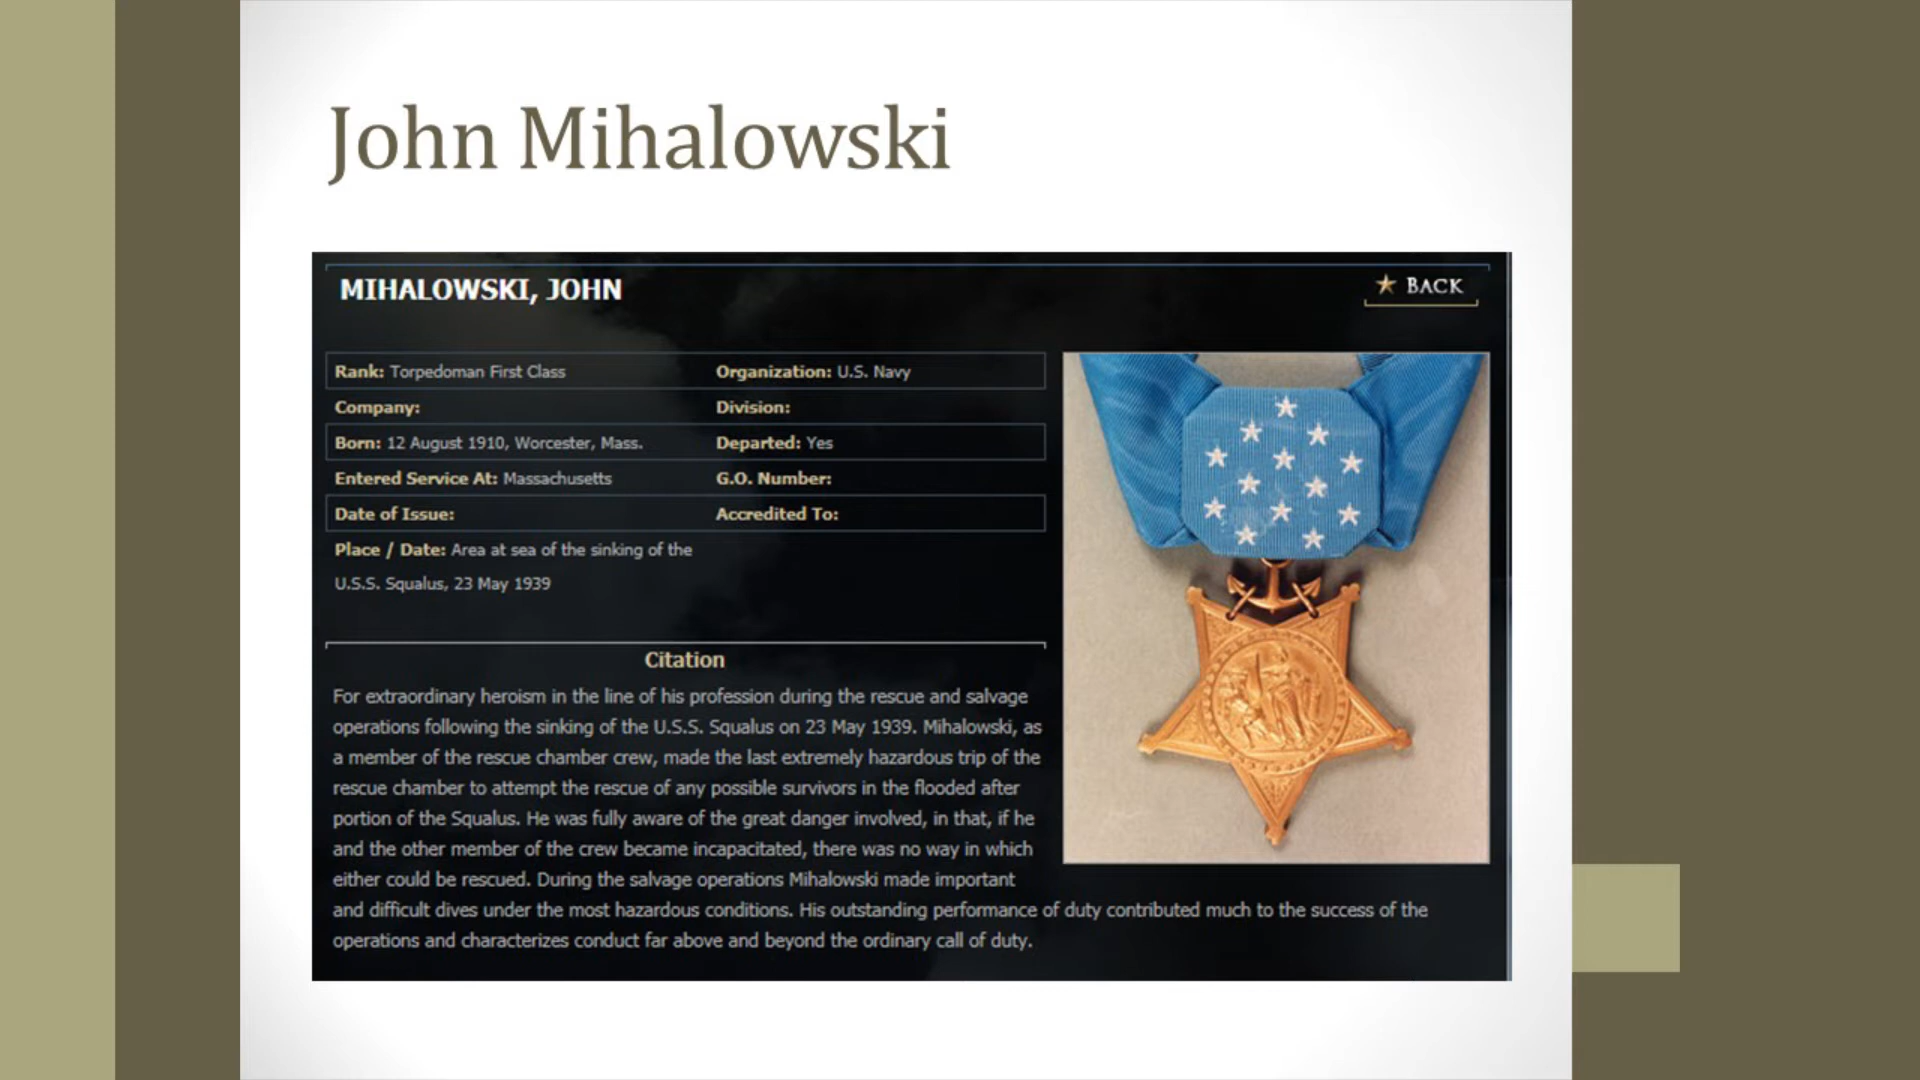 John Mihalowski
MIHALOWSKI, JOHN
BACK
Rank: Torpedoman First Class
Organization: U.S. Navy
Company:
Division:
Born: 12 August 1910, Worcester, Mass.
Departed: Yes
Entered Service At: Massachusetts
G.O. Number:
Date of Issue:
Accredited To:
Place / Date: Area at sea of the sinking of the
U.S.S. Squalus, 23 May 1939
Citation
For extraordinary heroism in the line of his profession during the rescue and salvage
operations following the sinking of the U.S.S. Squalus on 23 May 1939. Mihalowski, as
a member of the rescue chamber crew, made the last extremely hazardous trip of the
rescue chamber to attempt the rescue of any possible survivors in the flooded after
portion of the Squalus. He was fully aware of the great danger involved, in that, if he
and the other member of the crew became incapacitated, there was no way in which
either could be rescued. During the salvage operations Mihalowski made important
and difficult dives under the most hazardous conditions. His outstanding performance of duty contributed much to the success of the
operations and characterizes conduct far above and beyond the ordinary call of duty.